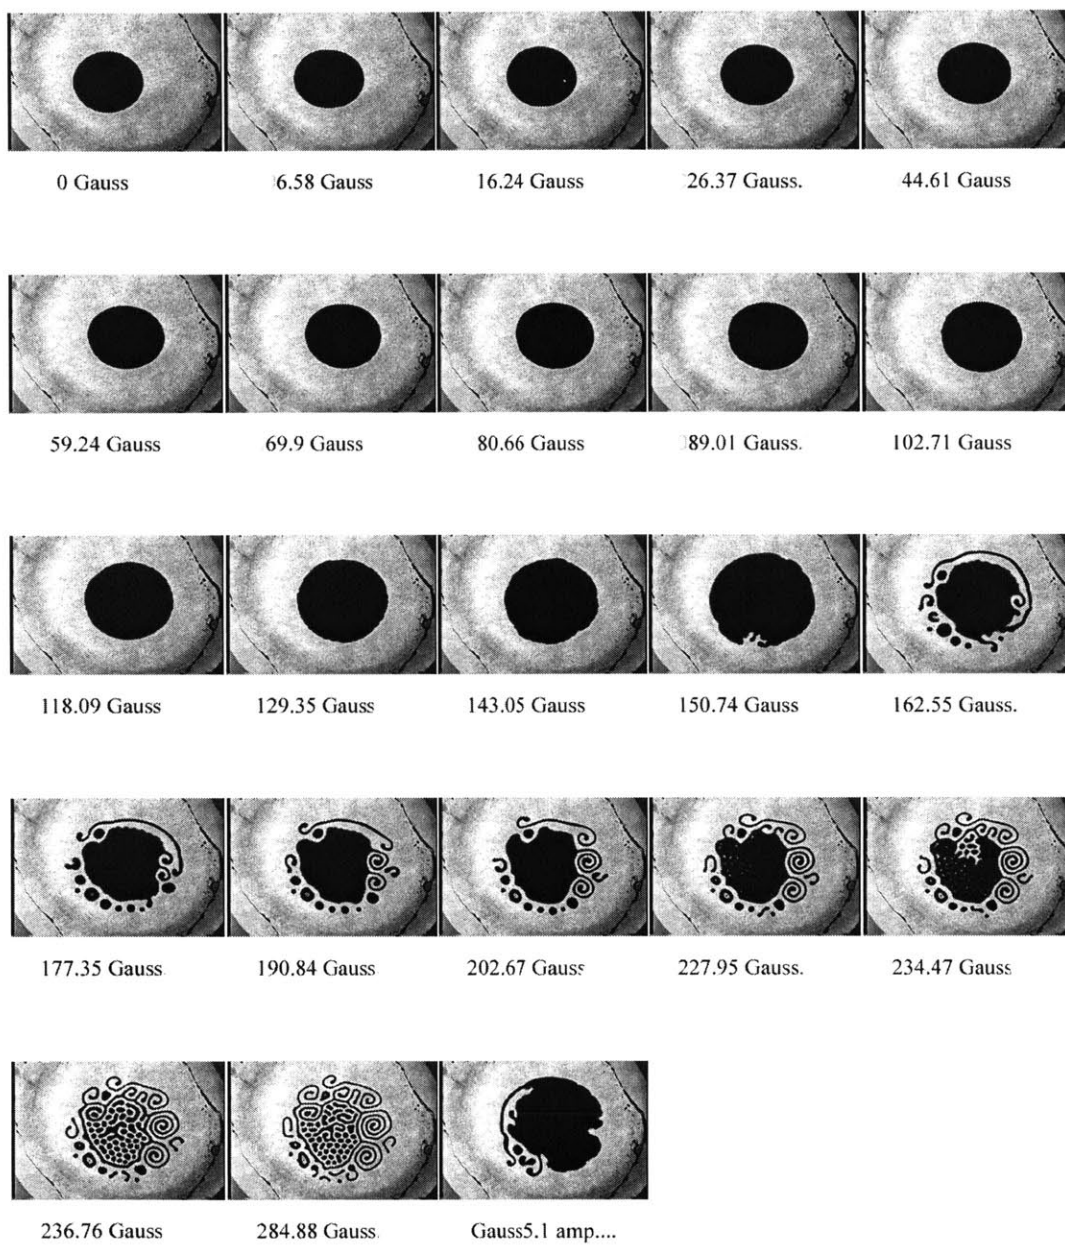 0 Gauss 6.58 Gauss 16.24 Gauss 26.37 Gauss. 44.61 Gauss
59.24 Gauss 69.9 Gauss 80.66 Gauss 89.01 Gauss. 102.71 Gauss
118.09 Gauss 129.35 Gauss 143.05 Gauss 150.74 Gauss 162.55 Gauss.
177.35 Gauss 190.84 Gauss 202.67 Gauss 227.95 Gauss. 234.47 Gauss
236.76 Gauss 284.88 Gauss. Gauss5.1 amp....